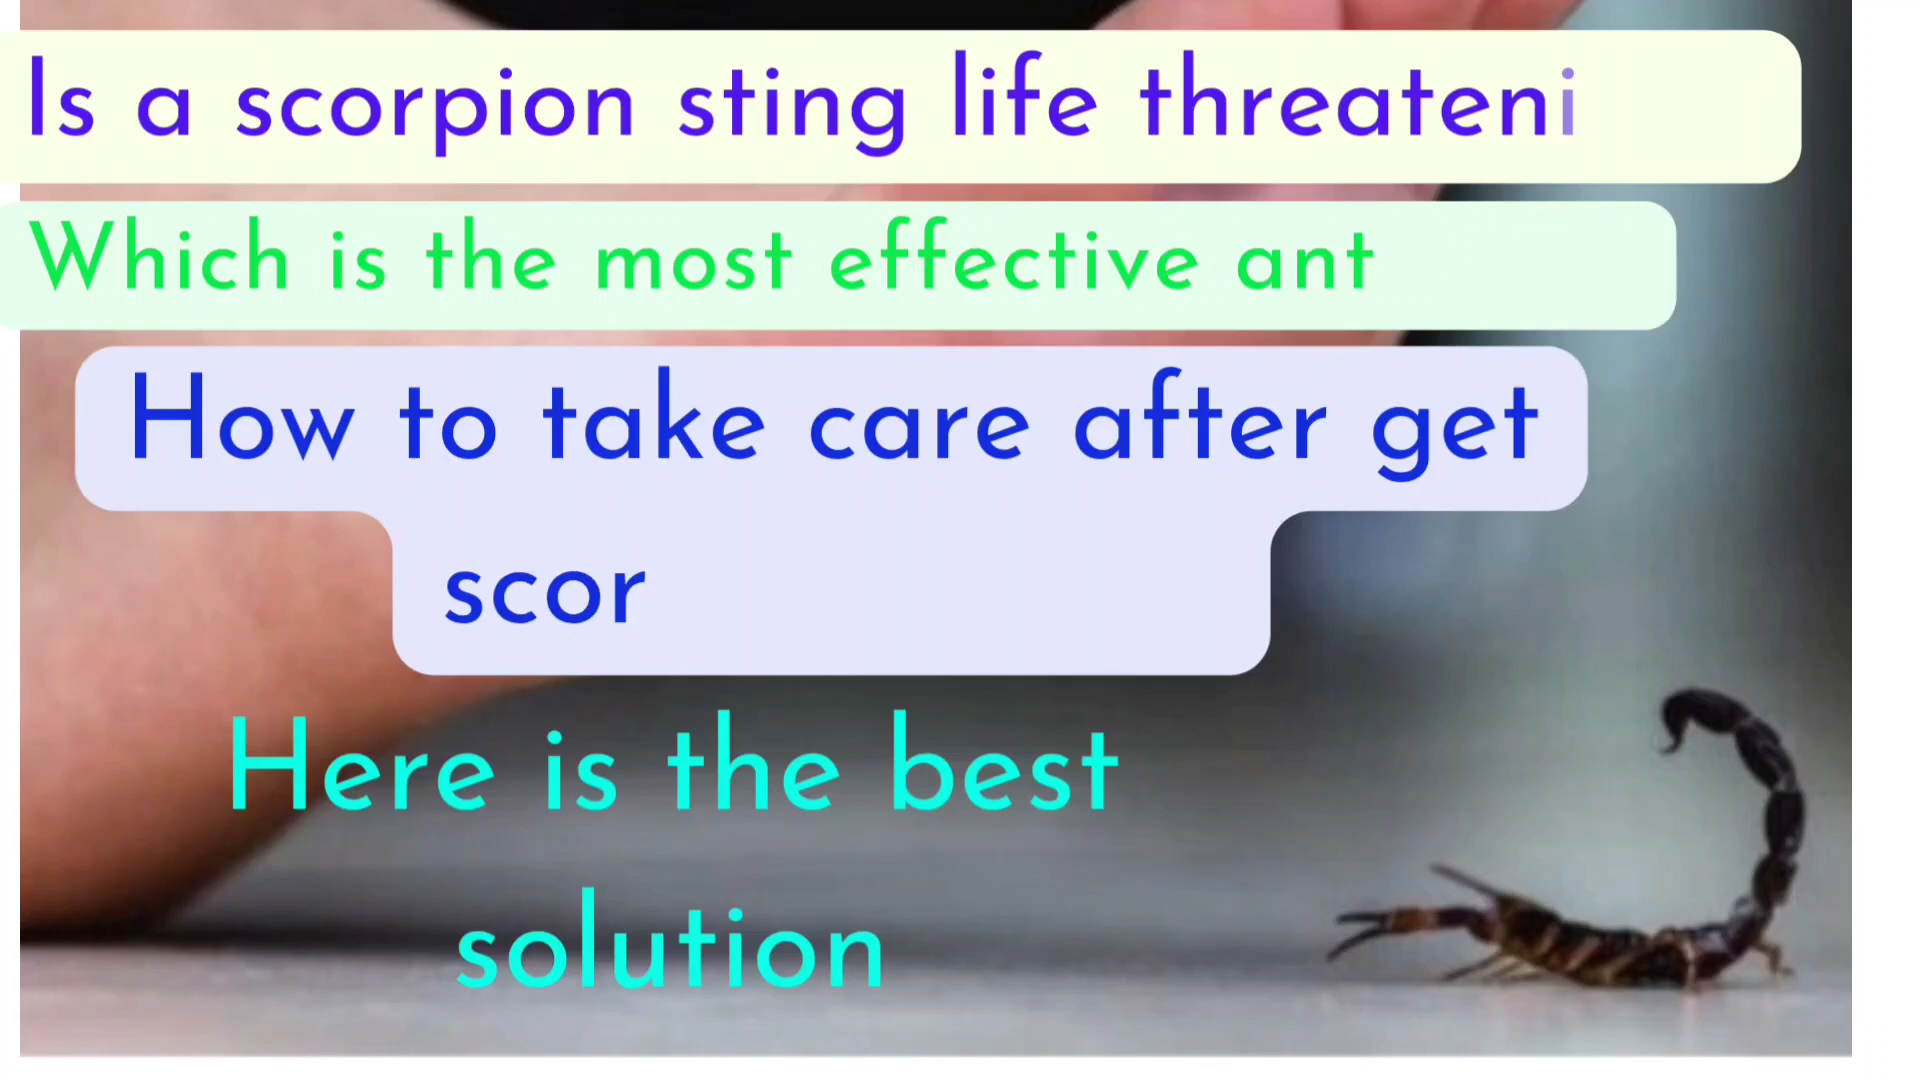 Is a scorpion sting life threateni
Which is the most effective ant
How to take care after get
scor
Here is the best
solution